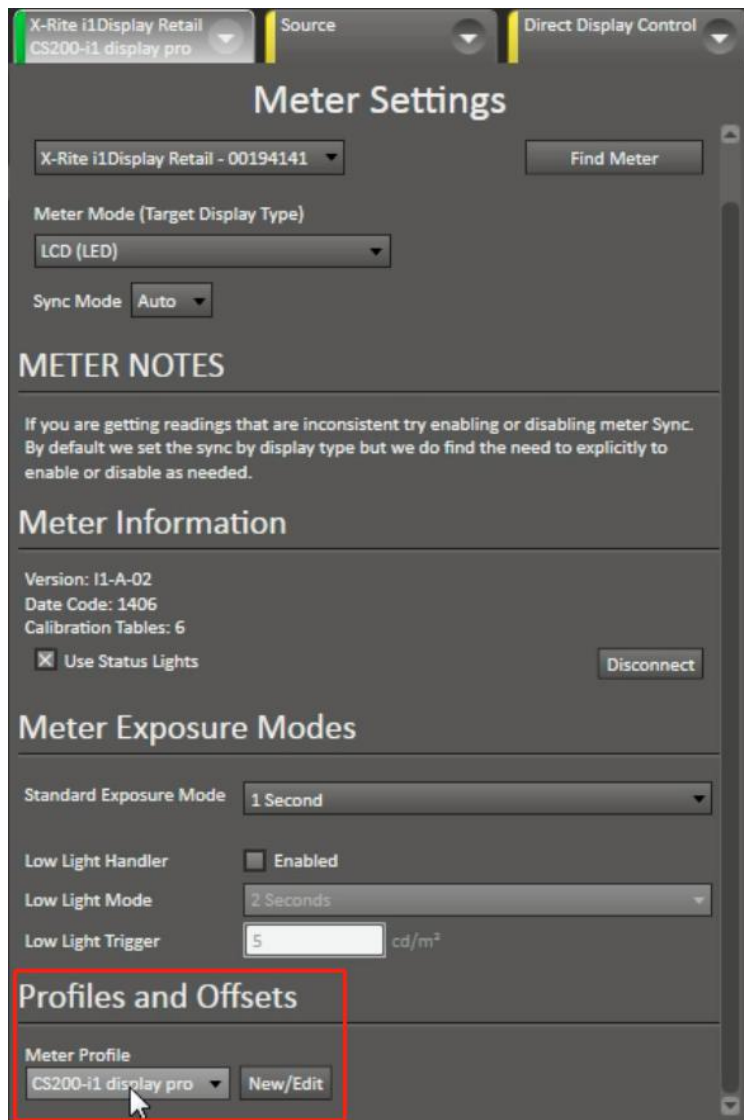 X-Rite i1Display Retail
CS200-i1 display pro
Source
Direct Display Control
Meter Settings
X-Rite i1Display Retail - 00194141
Find Meter
Meter Mode (Target Display Type)
LCD (LED)
Sync Mode Auto
METER NOTES
If you are getting readings that are inconsistent try enabling or disabling meter Sync.
By default we set the sync by display type but we do find the need to explicitly to
enable or disable as needed.
Meter Information
Version: I1-A-02
Date Code: 1406
Calibration Tables: 6
Use Status Lights
Disconnect
Meter Exposure Modes
Standard Exposure Mode 1 Second
Low Light Handler Enabled
Low Light Mode 2 Seconds
Low Light Trigger 5 cd/m²
Profiles and Offsets
Meter Profile
CS200-i1 display pro New/Edit